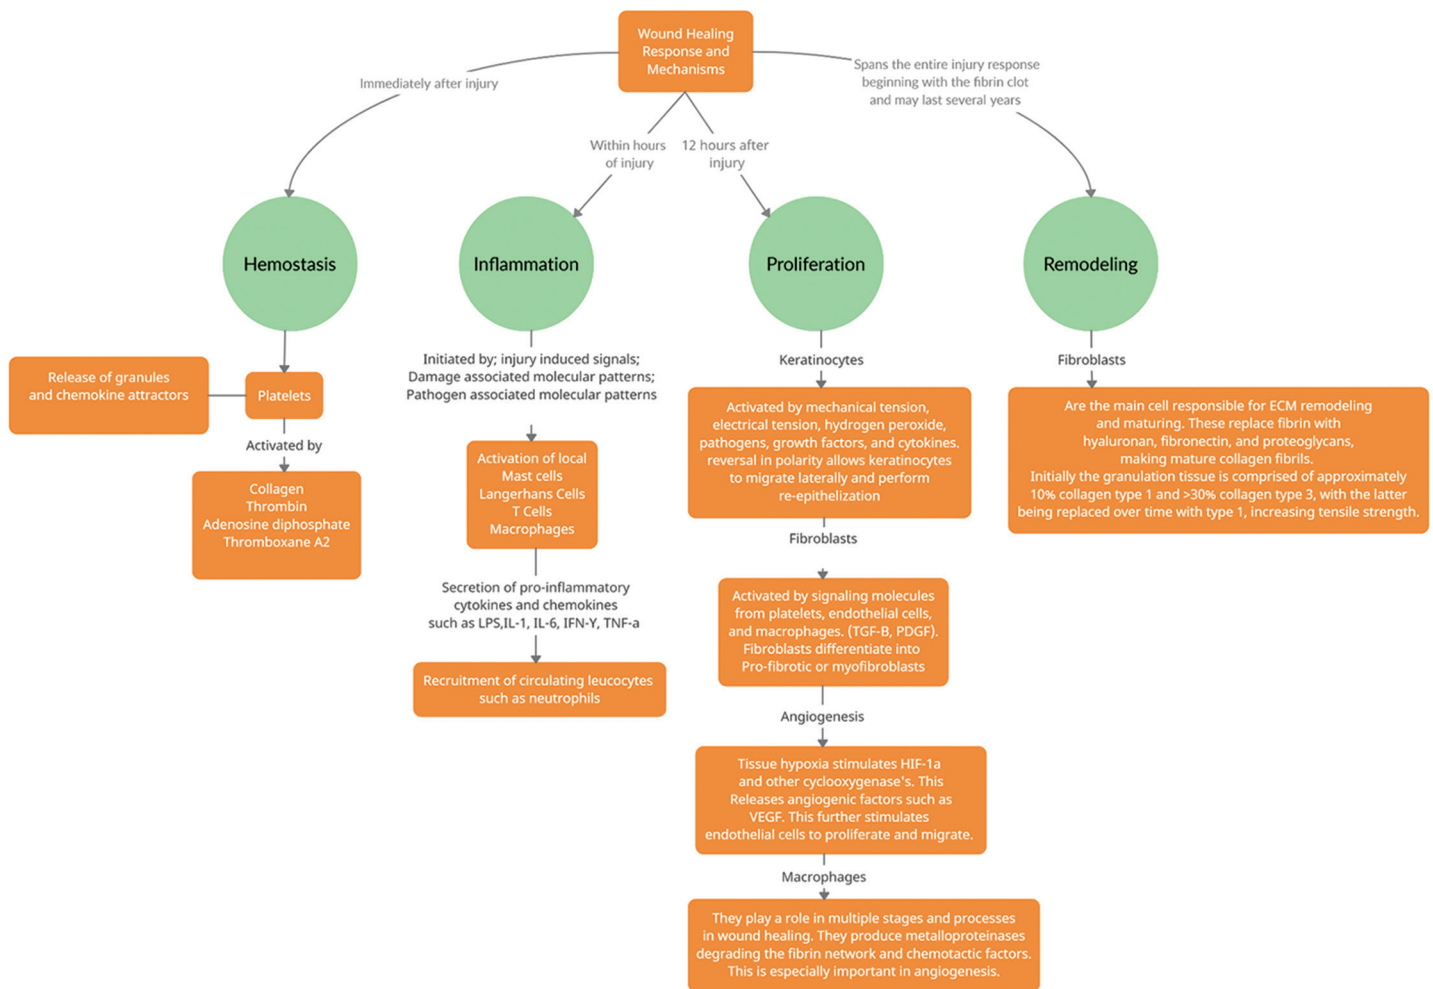 Wound Healing
Response and
Mechanisms
Immediately after injury
Within hours
of injury
12 hours after
injury
Spans the entire injury response
beginning with the fibrin clot
and may last several years
Hemostasis
Inflammation
Proliferation
Remodeling
Release of granules
and chemokine attractors
Platelets
Activated by
Collagen
Thrombin
Adenosine diphosphate
Thromboxane A2
Initiated by; injury induced signals;
Damage associated molecular patterns;
Pathogen associated molecular patterns
Activation of local
Mast cells
Langerhans Cells
T Cells
Macrophages
Secretion of pro-inflammatory
cytokines and chemokines
such as LPS,IL-1, IL-6, IFN-Y, TNF-a
Recruitment of circulating leucocytes
such as neutrophils
Keratinocytes
Activated by mechanical tension,
electrical tension, hydrogen peroxide,
pathogens, growth factors, and cytokines.
reversal in polarity allows keratinocytes
to migrate laterally and perform
re-epithelization
Fibroblasts
Activated by signaling molecules
from platelets, endothelial cells,
and macrophages. (TGF-B, PDGF).
Fibroblasts differentiate into
Pro-fibrotic or myofibroblasts
Angiogenesis
Tissue hypoxia stimulates HIF-1a
and other cyclooxygenase's. This
Releases angiogenic factors such as
VEGF. This further stimulates
endothelial cells to proliferate and migrate.
Macrophages
They play a role in multiple stages and processes
in wound healing. They produce metalloproteinases
degrading the fibrin network and chemotactic factors.
This is especially important in angiogenesis.
Fibroblasts
Are the main cell responsible for ECM remodeling
and maturing. These replace fibrin with
hyaluronan, fibronectin, and proteoglycans,
making mature collagen fibrils.
Initially the granulation tissue is comprised of approximately
10% collagen type 1 and >30% collagen type 3, with the latter
being replaced over time with type 1, increasing tensile strength.